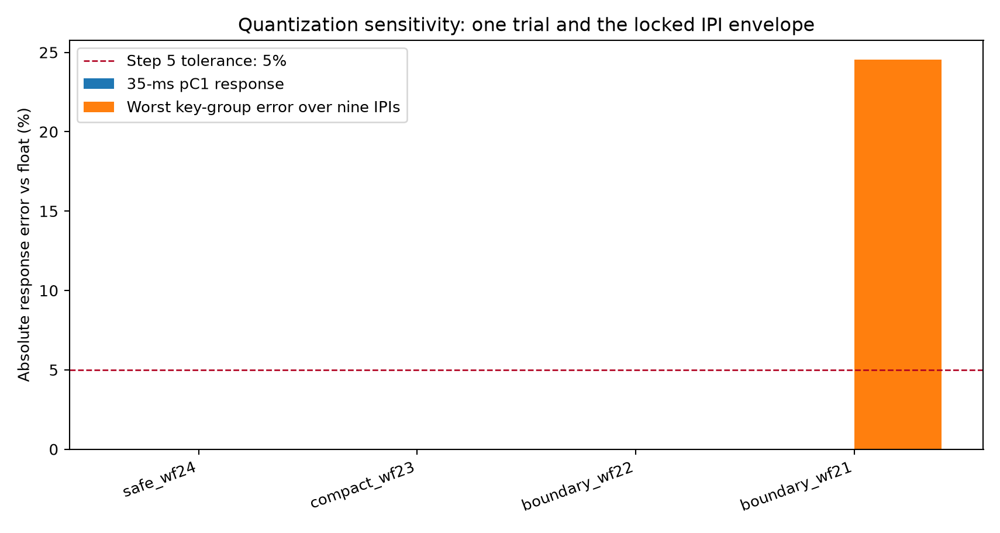 Quantization sensitivity: one trial and the locked IPI envelope
Step 5 tolerance: 5%
35-ms pC1 response
Worst key-group error over nine IPIs
Absolute response error vs float (%)
25
20
15
10
5
0
safe_wf24
compact_wf23
boundary_wf22
boundary_wf21